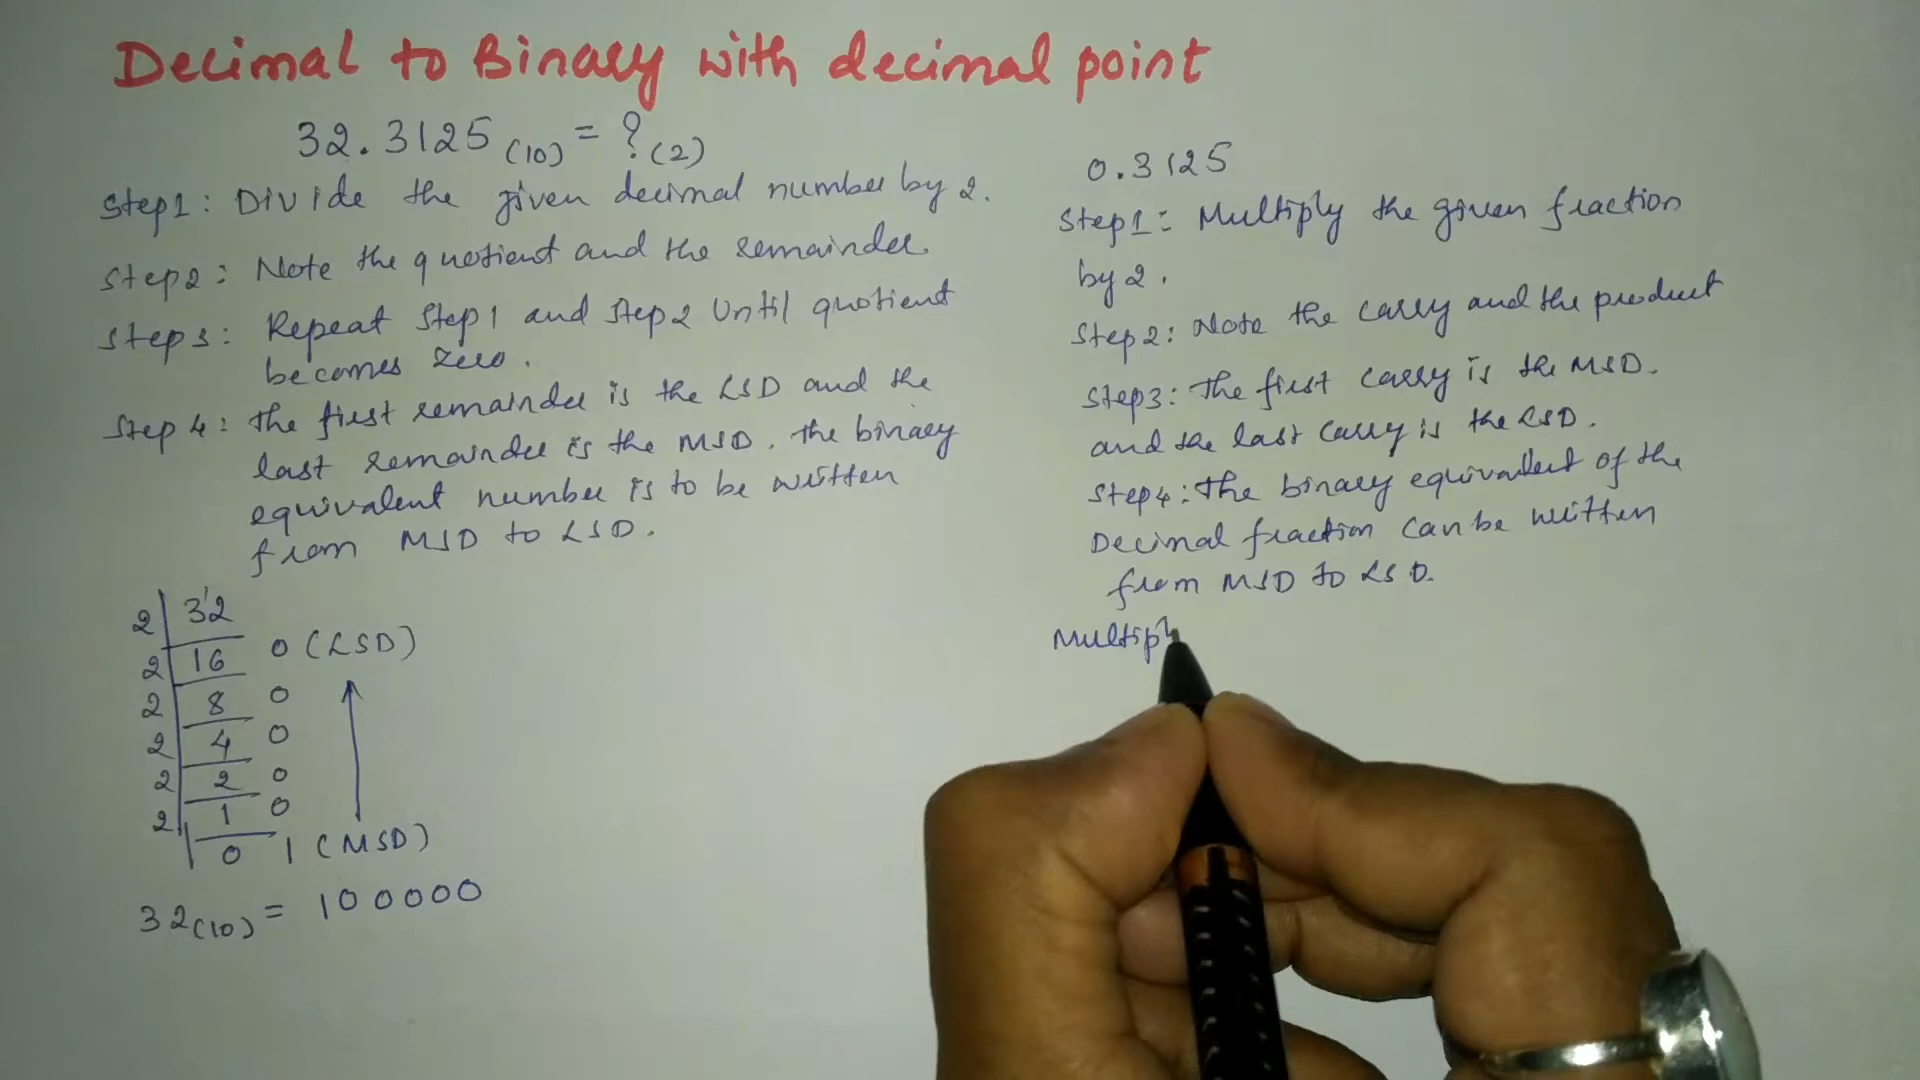 Decimal to Binary with decimal point
32.3125 (10) = ? (2)
Step1: Divide the given decimal number by 2.
Step2: Note the quotient and the remainder.
Step3: Repeat Step1 and Step2 Until quotient
becomes zero.
Step4: the first remainder is the LSD and the
last remainder is the MSD. the binary
equivalent number is to be written
from MSD to LSD.
2 32
2 16 0 (LSD)
2 8 0
2 4 0
2 2 0
2 1 0
0 1 (MSD)
32(10) = 100000
0.3125
Step1: Multiply the given fraction
by 2.
Step2: Note the carry and the product
Step3: The first carry is the MSD.
and the last carry is the LSD.
Step4: The binary equivalent of the
Decimal fraction can be written
from MSD to LSD.
Multipl